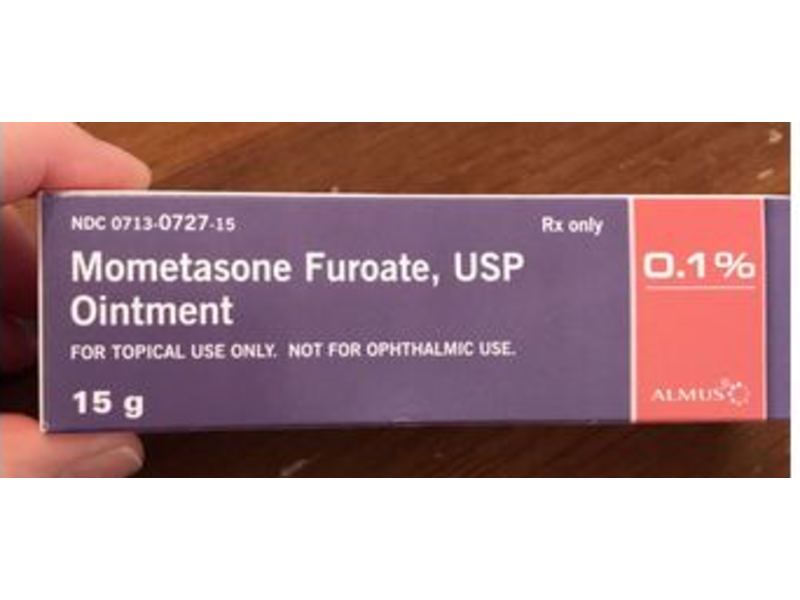 NDC 0713-0727-15
Rx only
Mometasone Furoate, USP
Ointment
FOR TOPICAL USE ONLY. NOT FOR OPHTHALMIC USE.
15 g
0.1%
ALMUS